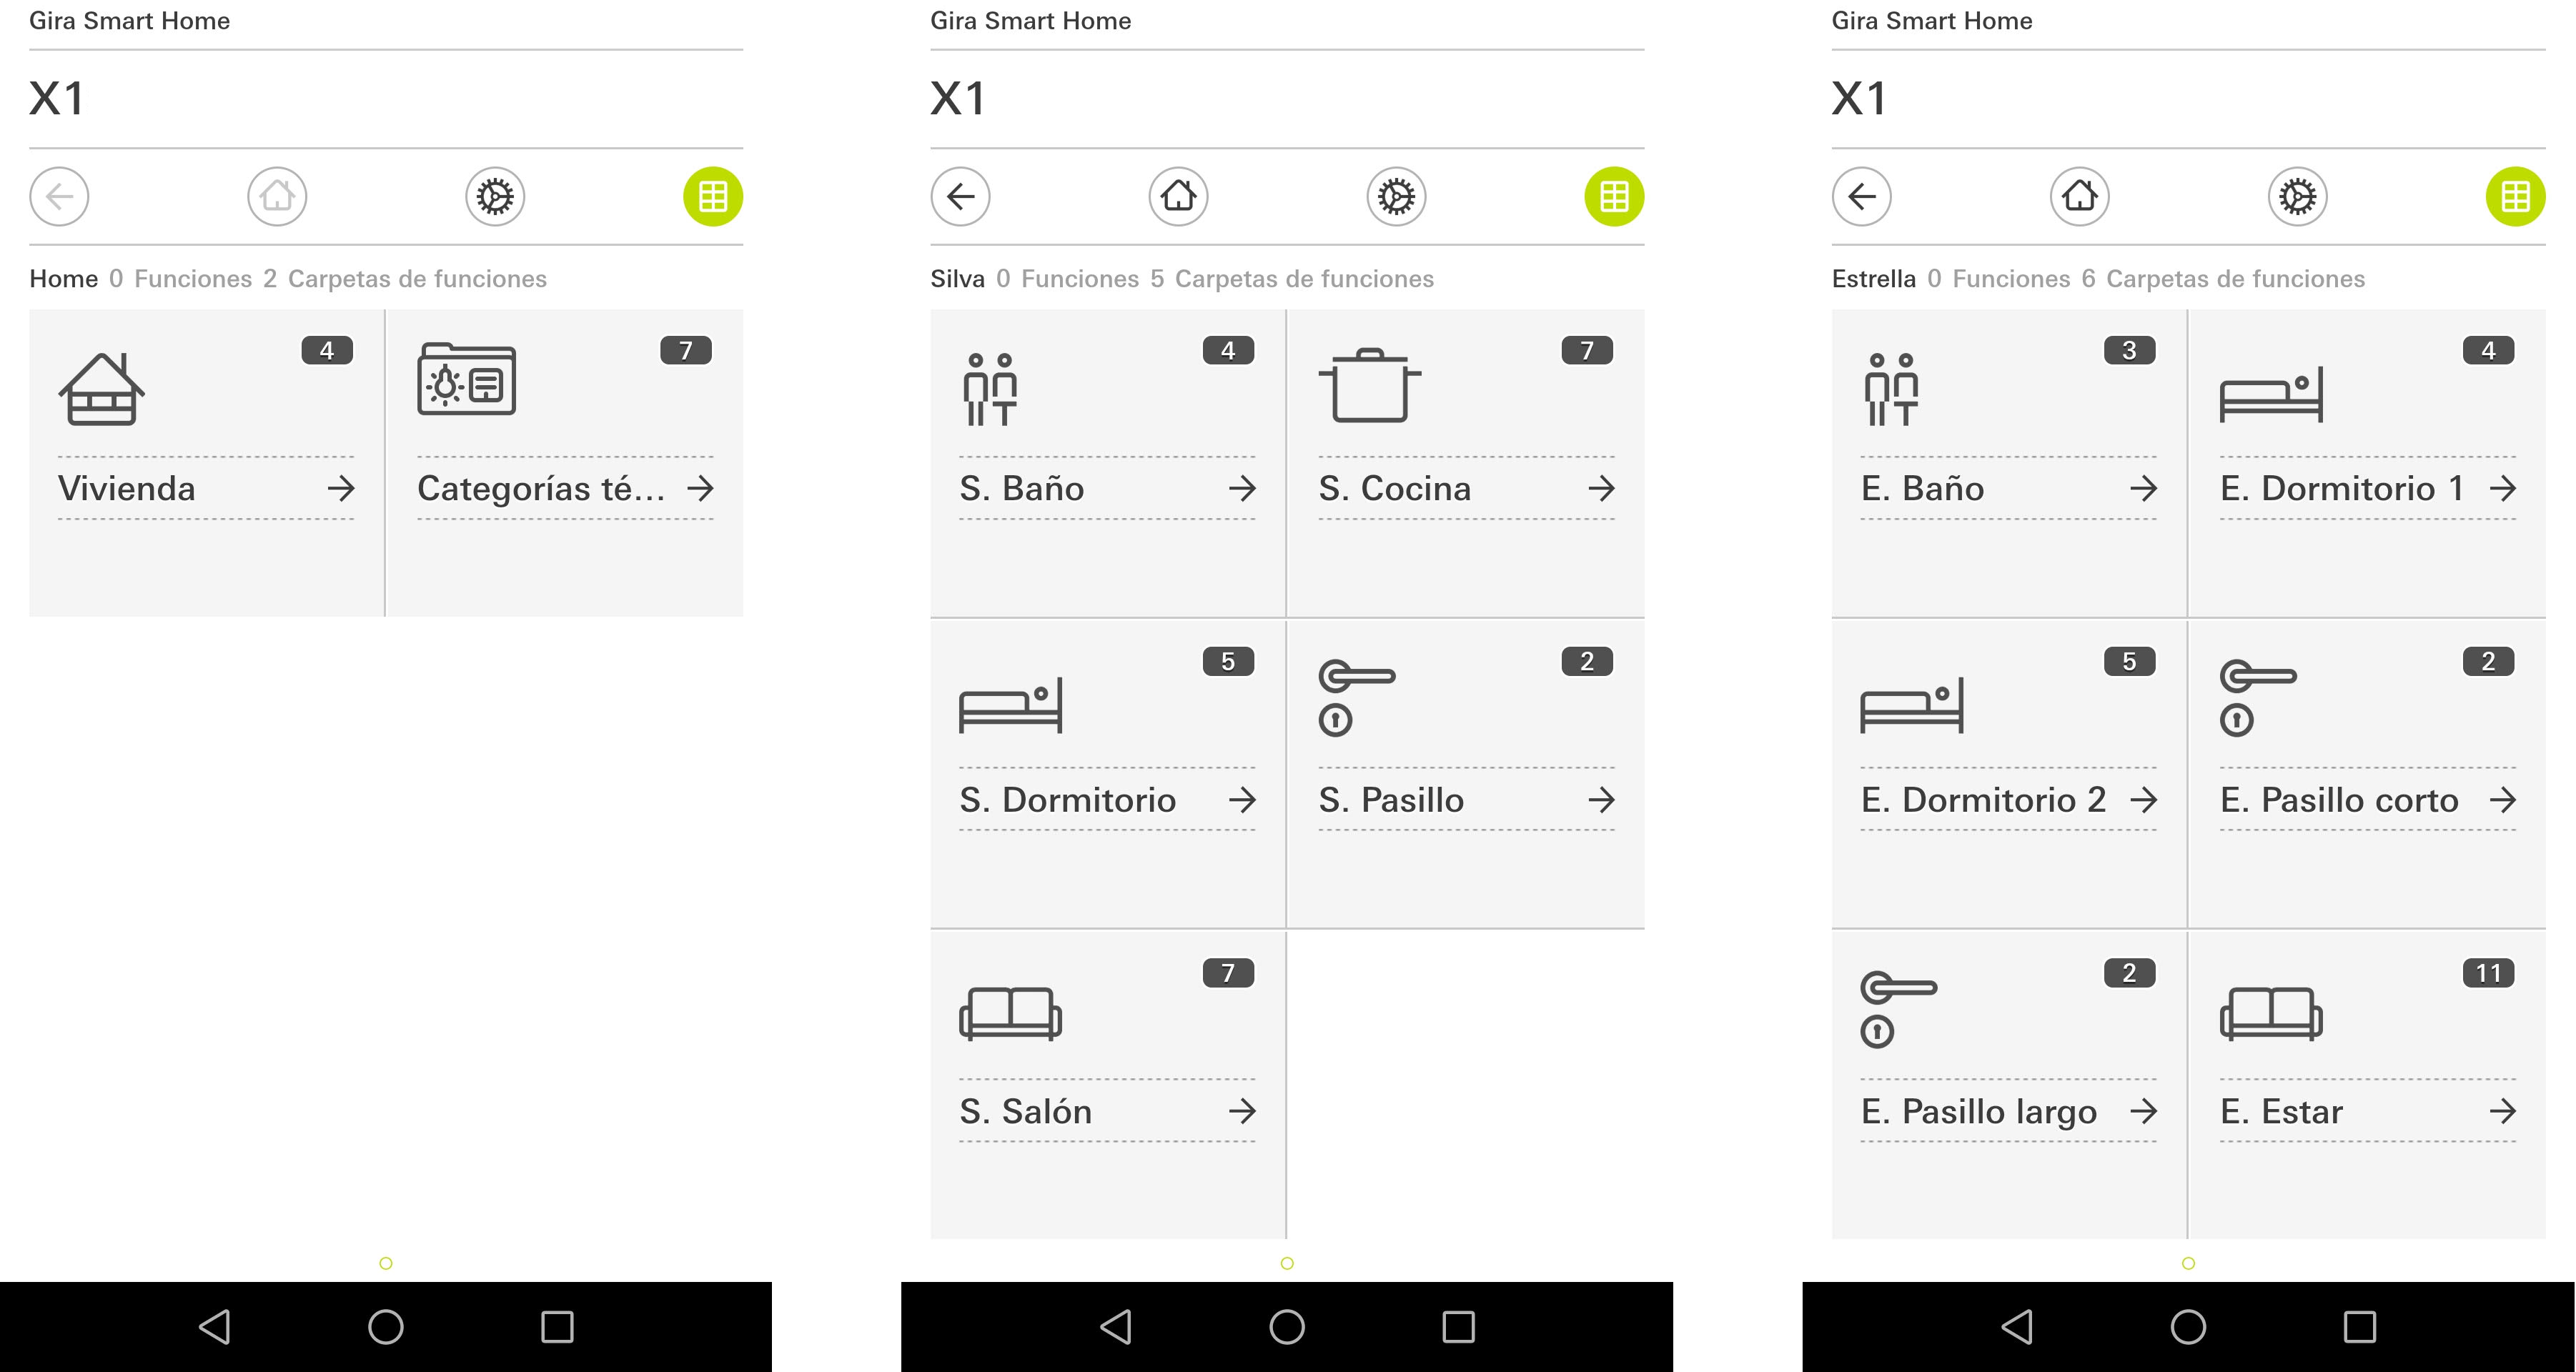 Gira Smart Home
X1
Home 0 Funciones 2 Carpetas de funciones
4
Vivienda
7
Categorías té...
Gira Smart Home
X1
Silva 0 Funciones 5 Carpetas de funciones
4
S. Baño
7
S. Cocina
5
S. Dormitorio
2
S. Pasillo
7
S. Salón
Gira Smart Home
X1
Estrella 0 Funciones 6 Carpetas de funciones
3
E. Baño
4
E. Dormitorio 1
5
E. Dormitorio 2
2
E. Pasillo corto
2
E. Pasillo largo
11
E. Estar